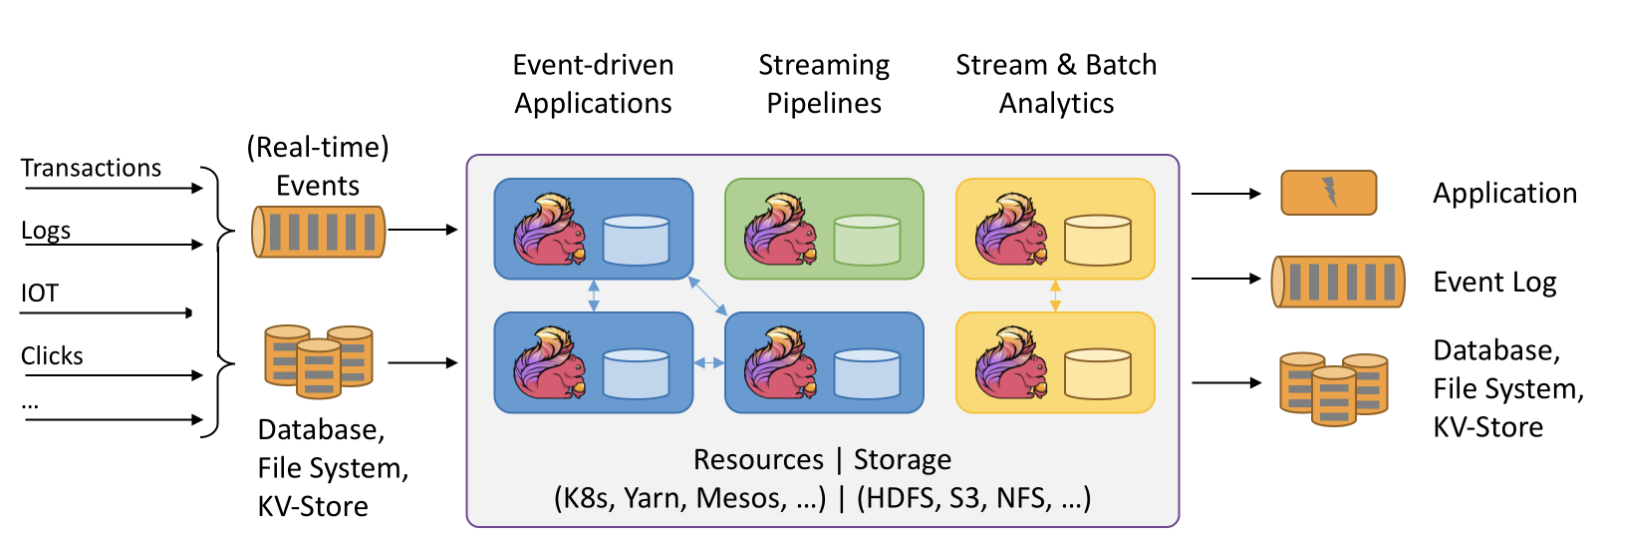 Event-driven
Applications
Streaming
Pipelines
Stream & Batch
Analytics
(Real-time)
Events
Transactions
Logs
IOT
Clicks
...
Database,
File System,
KV-Store
Resources | Storage
(K8s, Yarn, Mesos, ...) | (HDFS, S3, NFS, ...)
Application
Event Log
Database,
File System,
KV-Store